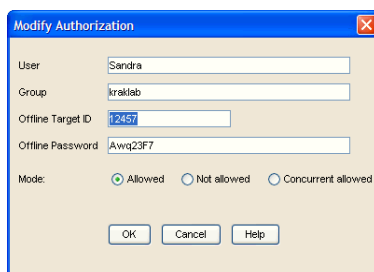 Modify Authorization
User Sandra
Group kraklab
Offline Target ID 12457
Offline Password Awq23F7
Mode: Allowed Not allowed Concurrent allowed
OK Cancel Help